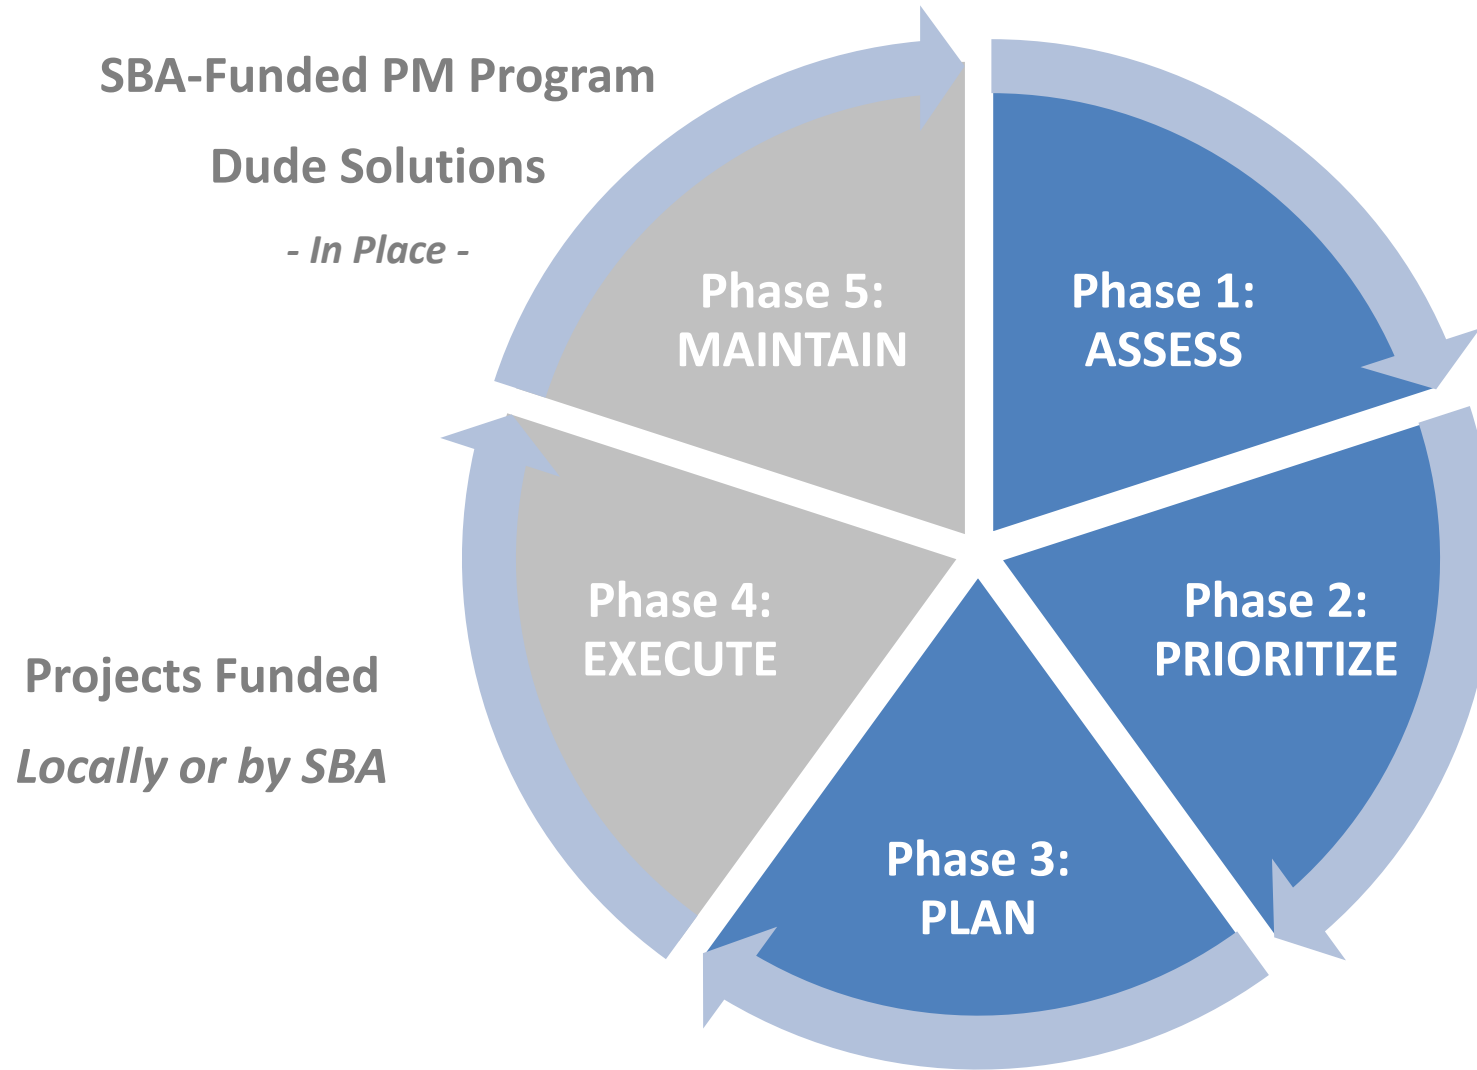 SBA-Funded PM Program
Dude Solutions
- In Place -
Phase 5:
MAINTAIN
Phase 1:
ASSESS
Phase 4:
EXECUTE
Phase 2:
PRIORITIZE
Projects Funded
Locally or by SBA
Phase 3:
PLAN